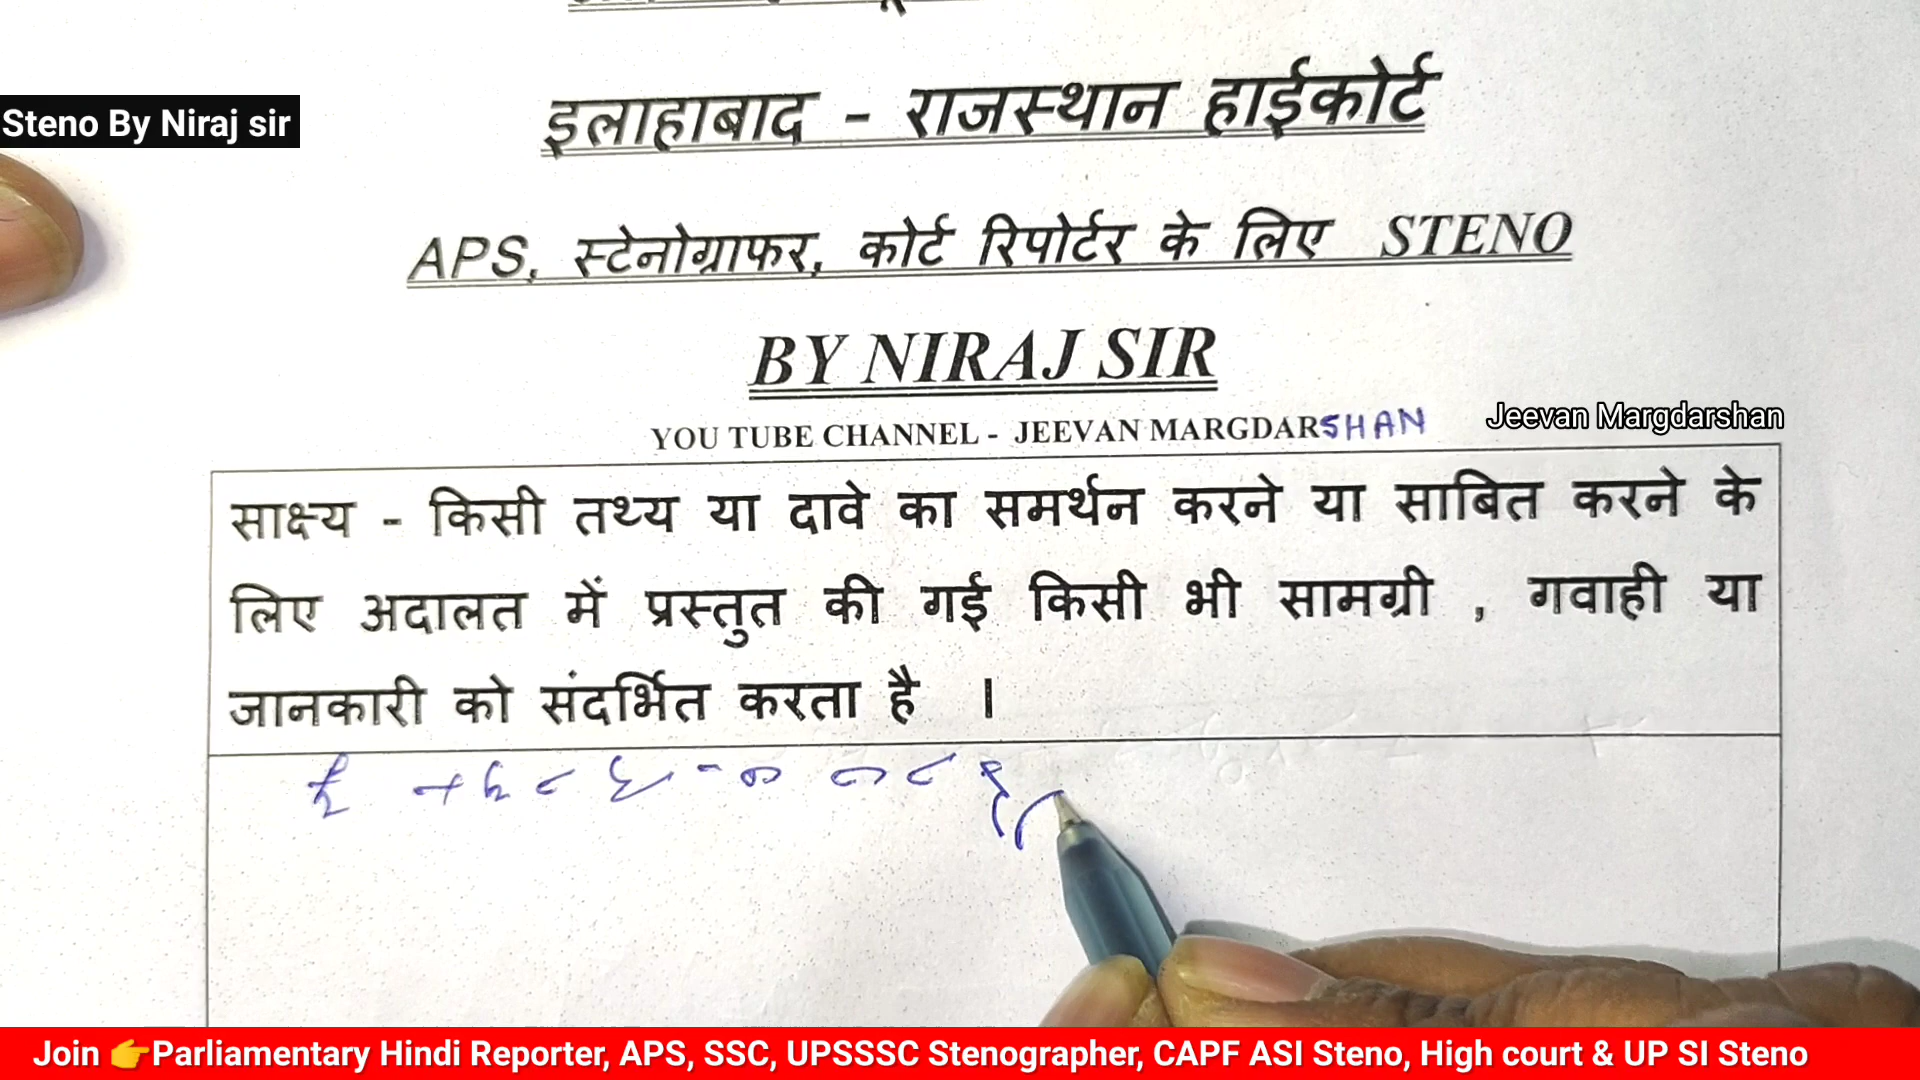 इलाहाबाद - राजस्थान हाईकोर्ट
Steno By Niraj sir
APS, स्टेनोग्राफर, कोर्ट रिपोर्टर के लिए STENO
BY NIRAJ SIR
YOU TUBE CHANNEL - JEEVAN MARGDARSHAN
Jeevan Margdarshan
साक्ष्य - किसी तथ्य या दावे का समर्थन करने या साबित करने के
लिए अदालत में प्रस्तुत की गई किसी भी सामग्री , गवाही या
जानकारी को संदर्भित करता है ।
Join 👉Parliamentary Hindi Reporter, APS, SSC, UPSSSC Stenographer, CAPF ASI Steno, High court & UP SI Steno